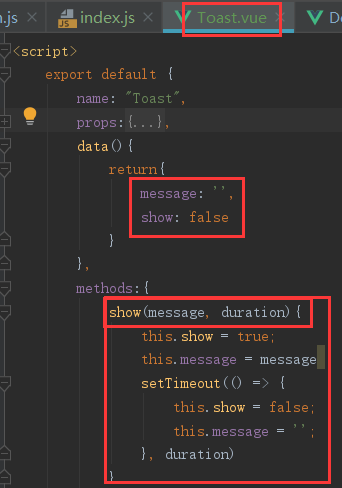 n.js × index.js × Toast.vue × De
<script>
export default {
name: "Toast",
props:{...},
data(){
return{
message: '',
show: false
}
},
methods:{
show(message, duration){
this.show = true;
this.message = message
setTimeout(() => {
this.show = false;
this.message = '';
}, duration)
}